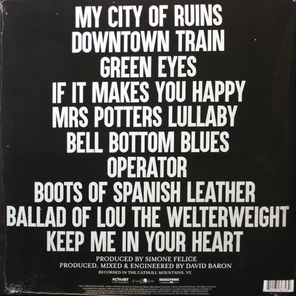 MY CITY OF RUINS
DOWNTOWN TRAIN
GREEN EYES
IF IT MAKES YOU HAPPY
MRS POTTERS LULLABY
BELL BOTTOM BLUES
OPERATOR
BOOTS OF SPANISH LEATHER
BALLAD OF LOU THE WELTERWEIGHT
KEEP ME IN YOUR HEART
PRODUCED BY SIMONE FELICE
PRODUCED, MIXED & ENGINEERED BY DAVID BARON
RECORDED IN THE CATSKILL MOUNTAINS, NY.